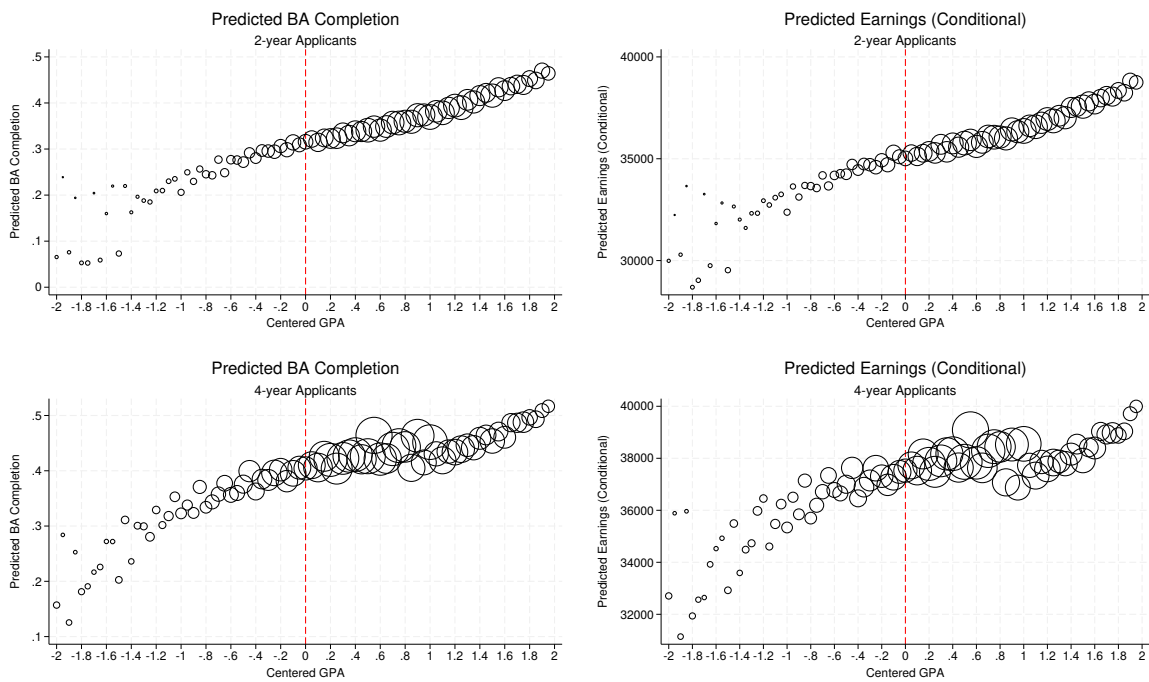 Predicted BA Completion
2-year Applicants
Predicted BA Completion
.5
.4
.3
.2
.1
0
-2 -1.8 -1.6 -1.4 -1.2 -1 -.8 -.6 -.4 -.2 0 .2 .4 .6 .8 1 1.2 1.4 1.6 1.8 2
Centered GPA
Predicted Earnings (Conditional)
2-year Applicants
Predicted Earnings (Conditional)
40000
35000
30000
-2 -1.8 -1.6 -1.4 -1.2 -1 -.8 -.6 -.4 -.2 0 .2 .4 .6 .8 1 1.2 1.4 1.6 1.8 2
Centered GPA
Predicted BA Completion
4-year Applicants
Predicted BA Completion
.5
.4
.3
.2
.1
-2 -1.8 -1.6 -1.4 -1.2 -1 -.8 -.6 -.4 -.2 0 .2 .4 .6 .8 1 1.2 1.4 1.6 1.8 2
Centered GPA
Predicted Earnings (Conditional)
4-year Applicants
Predicted Earnings (Conditional)
40000
38000
36000
34000
32000
-2 -1.8 -1.6 -1.4 -1.2 -1 -.8 -.6 -.4 -.2 0 .2 .4 .6 .8 1 1.2 1.4 1.6 1.8 2
Centered GPA